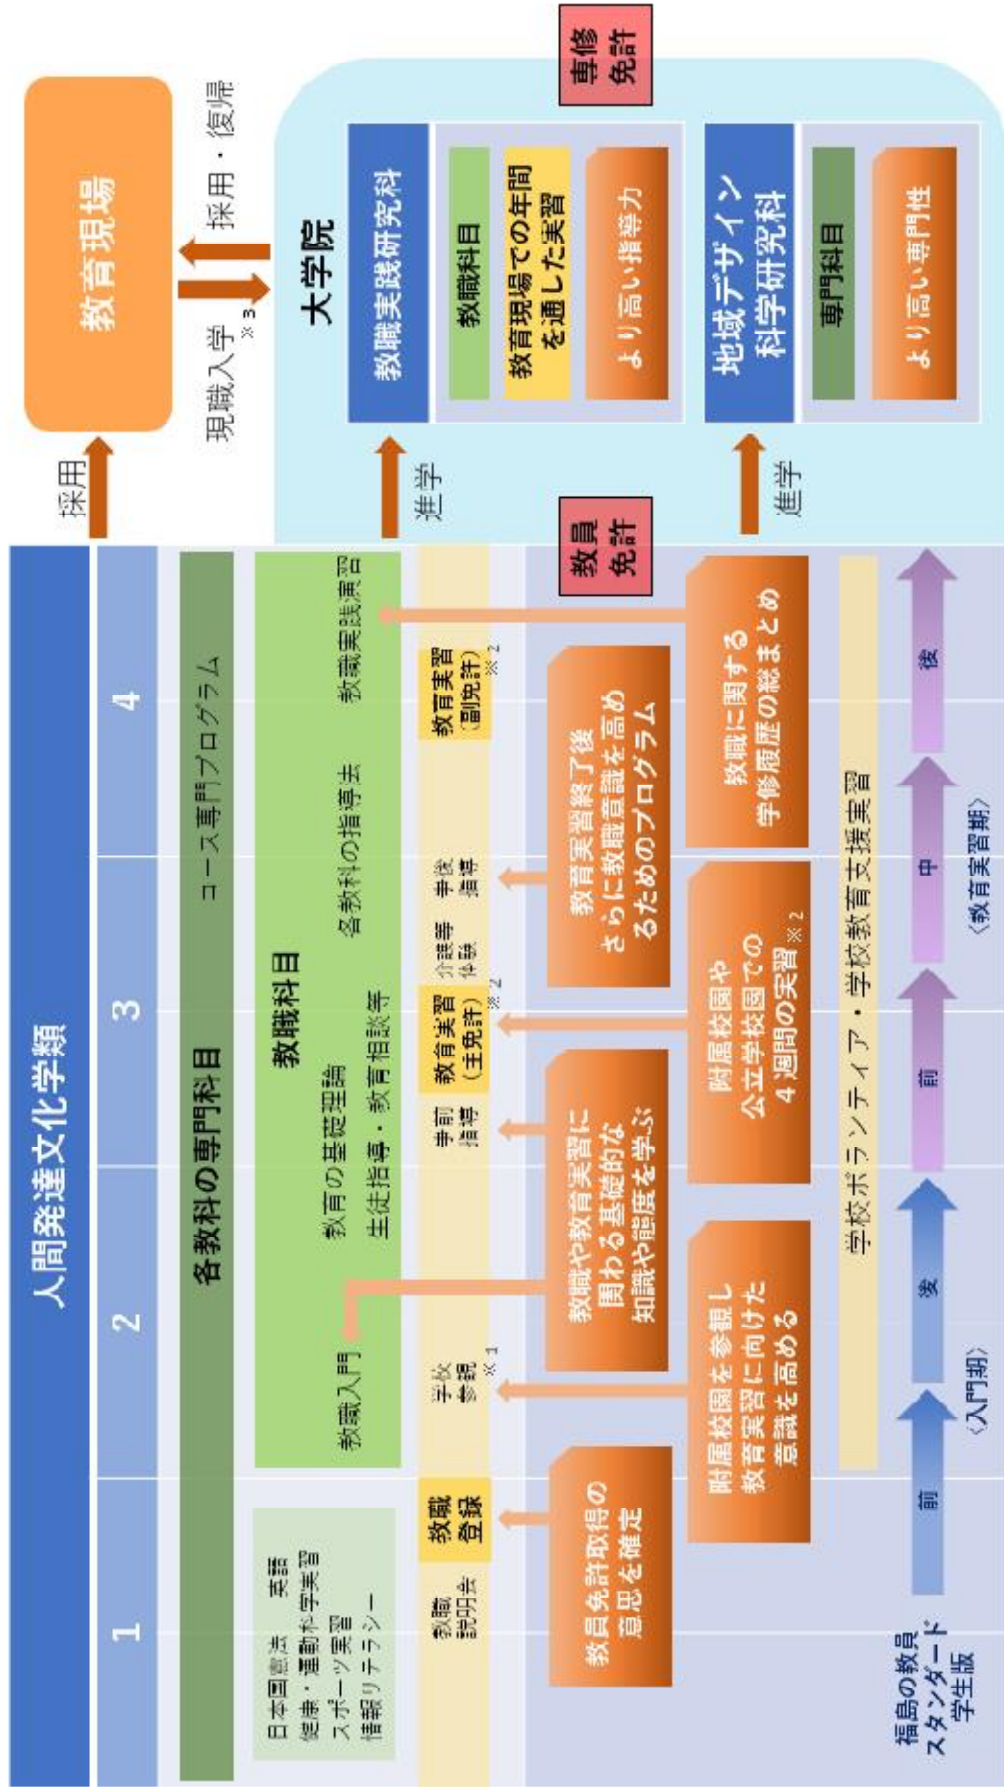 人間発達文化学類
1
2
3
4
各教科の専門科目
コース専門プログラム
日本国憲法 英語
健康・運動科学実習
スポーツ実習
情報リテラシー
教職科目
教職入門
教育の基礎理論
生徒指導・教育相談等
各教科の指導法
教職実践演習
教職
説明会
教職
登録
学校
参観
※1
事前
指導
教育実習
(主免許)
※2
介護等
体験
事後
指導
教育実習
(副免許)
※2
教員免許取得の
意思を確定
附属校園を参観し
教育実習に向けた
意識を高める
教職や教育実習に
関わる基礎的な
知識や態度を学ぶ
附属校園や
公立学校園での
4週間の実習※2
教育実習終了後
さらに教職意識を高め
るためのプログラム
教職に関する
学修履歴の総まとめ
学校ボランティア・学校教育支援実習
福島の教員
スタンダード
学生版
前
後
前
中
後
〈入門期〉
〈教育実習期〉
採用
教育現場
現職入学
※3
採用・復帰
教員
免許
進学
進学
大学院
教職実践研究科
教職科目
教育現場での年間
を通した実習
より高い指導力
地域デザイン
科学研究科
専門科目
より高い専門性
専修
免許